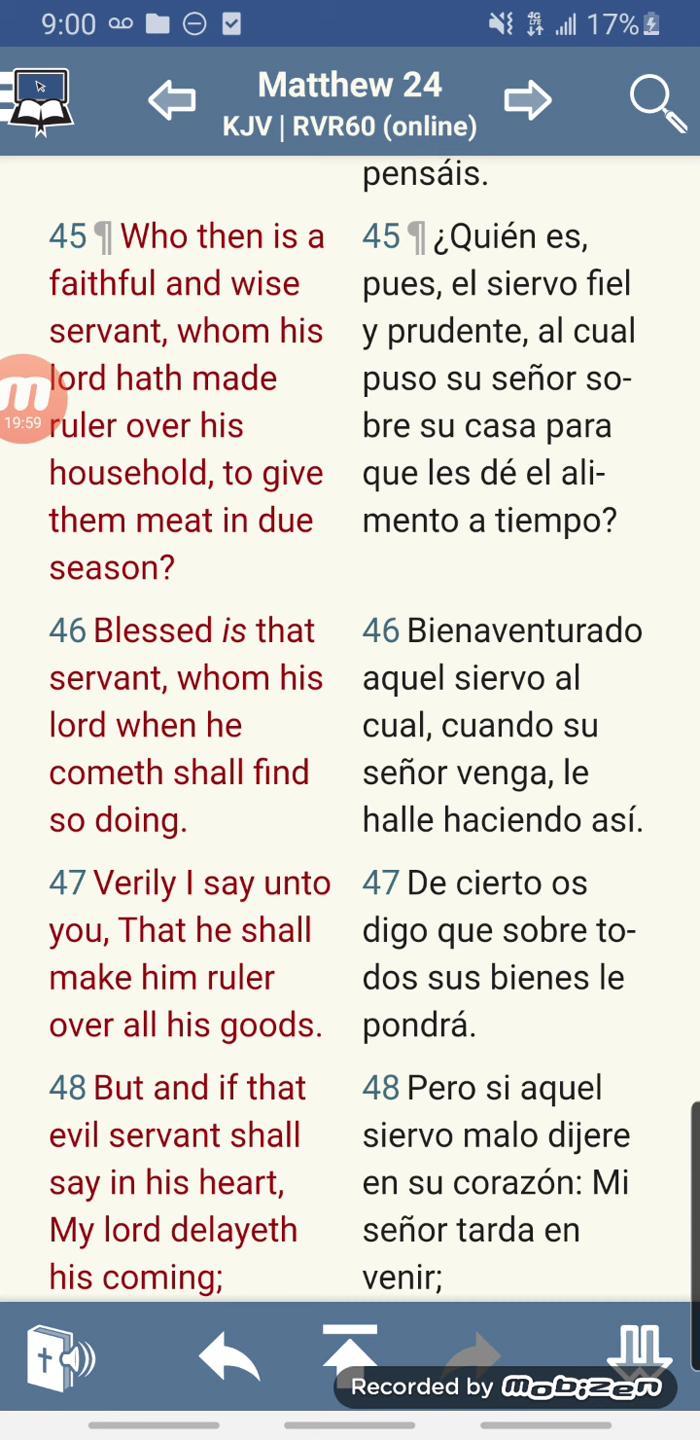 9:00 17%
Matthew 24
KJV | RVR60 (online)
pensáis.
45 ¶ Who then is a
faithful and wise
servant, whom his
lord hath made
ruler over his
household, to give
them meat in due
season?
45 ¶ ¿Quién es,
pues, el siervo fiel
y prudente, al cual
puso su señor so-
bre su casa para
que les dé el ali-
mento a tiempo?
m
19:59
46 Blessed is that
servant, whom his
lord when he
cometh shall find
so doing.
46 Bienaventurado
aquel siervo al
cual, cuando su
señor venga, le
halle haciendo así.
47 Verily I say unto
you, That he shall
make him ruler
over all his goods.
47 De cierto os
digo que sobre to-
dos sus bienes le
pondrá.
48 But and if that
evil servant shall
say in his heart,
My lord delayeth
his coming;
48 Pero si aquel
siervo malo dijere
en su corazón: Mi
señor tarda en
venir;
Recorded by mobizen